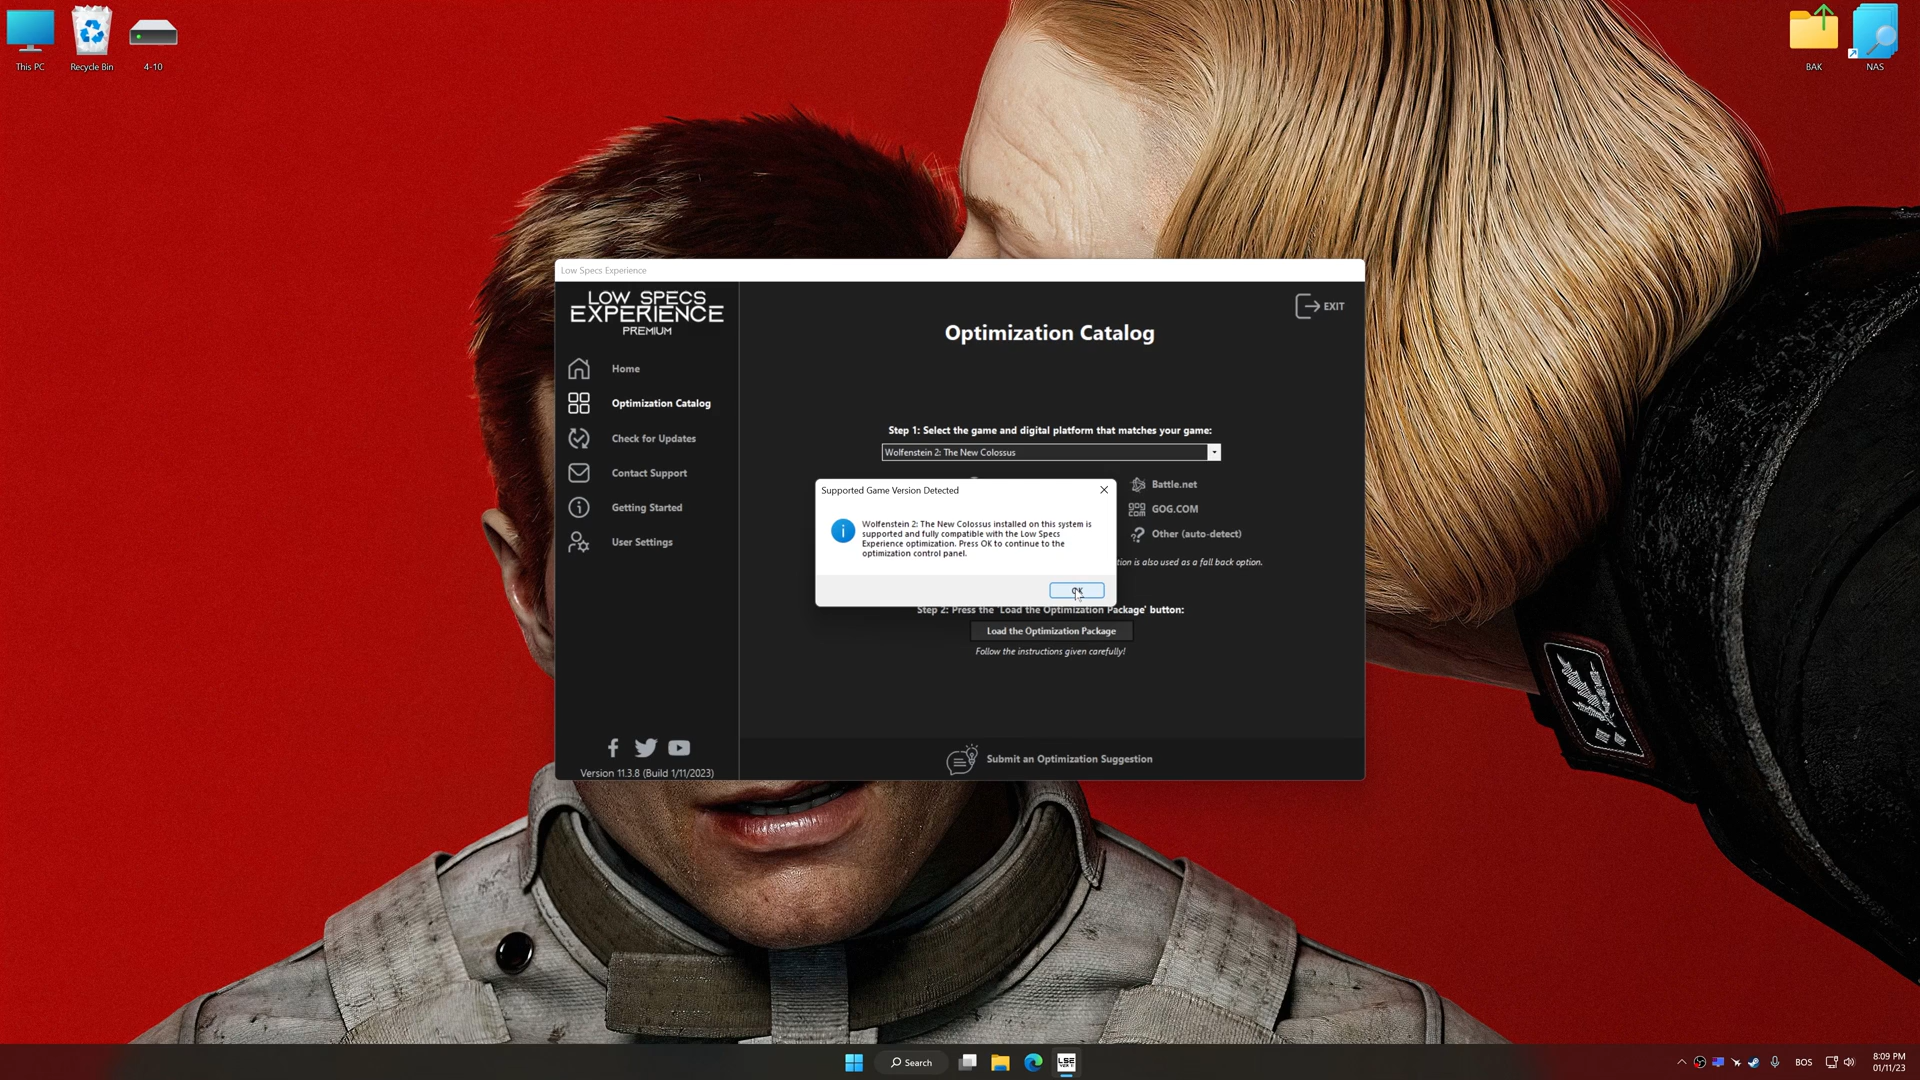 This PC
Recycle Bin
4-10
BAK
NAS
Low Specs Experience
LOW SPECS
EXPERIENCE
PREMIUM
EXIT
Optimization Catalog
Home
Optimization Catalog
Check for Updates
Contact Support
Getting Started
User Settings
Step 1: Select the game and digital platform that matches your game:
Wolfenstein 2: The New Colossus
Battle.net
GOG.COM
Other (auto-detect)
tion is also used as a fall back option.
Supported Game Version Detected
Wolfenstein 2: The New Colossus installed on this system is
supported and fully compatible with the Low Specs
Experience optimization. Press OK to continue to the
optimization control panel.
OK
Step 2: Press the 'Load the Optimization Package' button:
Load the Optimization Package
Follow the instructions given carefully!
Submit an Optimization Suggestion
Version 11.3.8 (Build 1/11/2023)
Search
LSE
BOS
8:09 PM
01/11/23